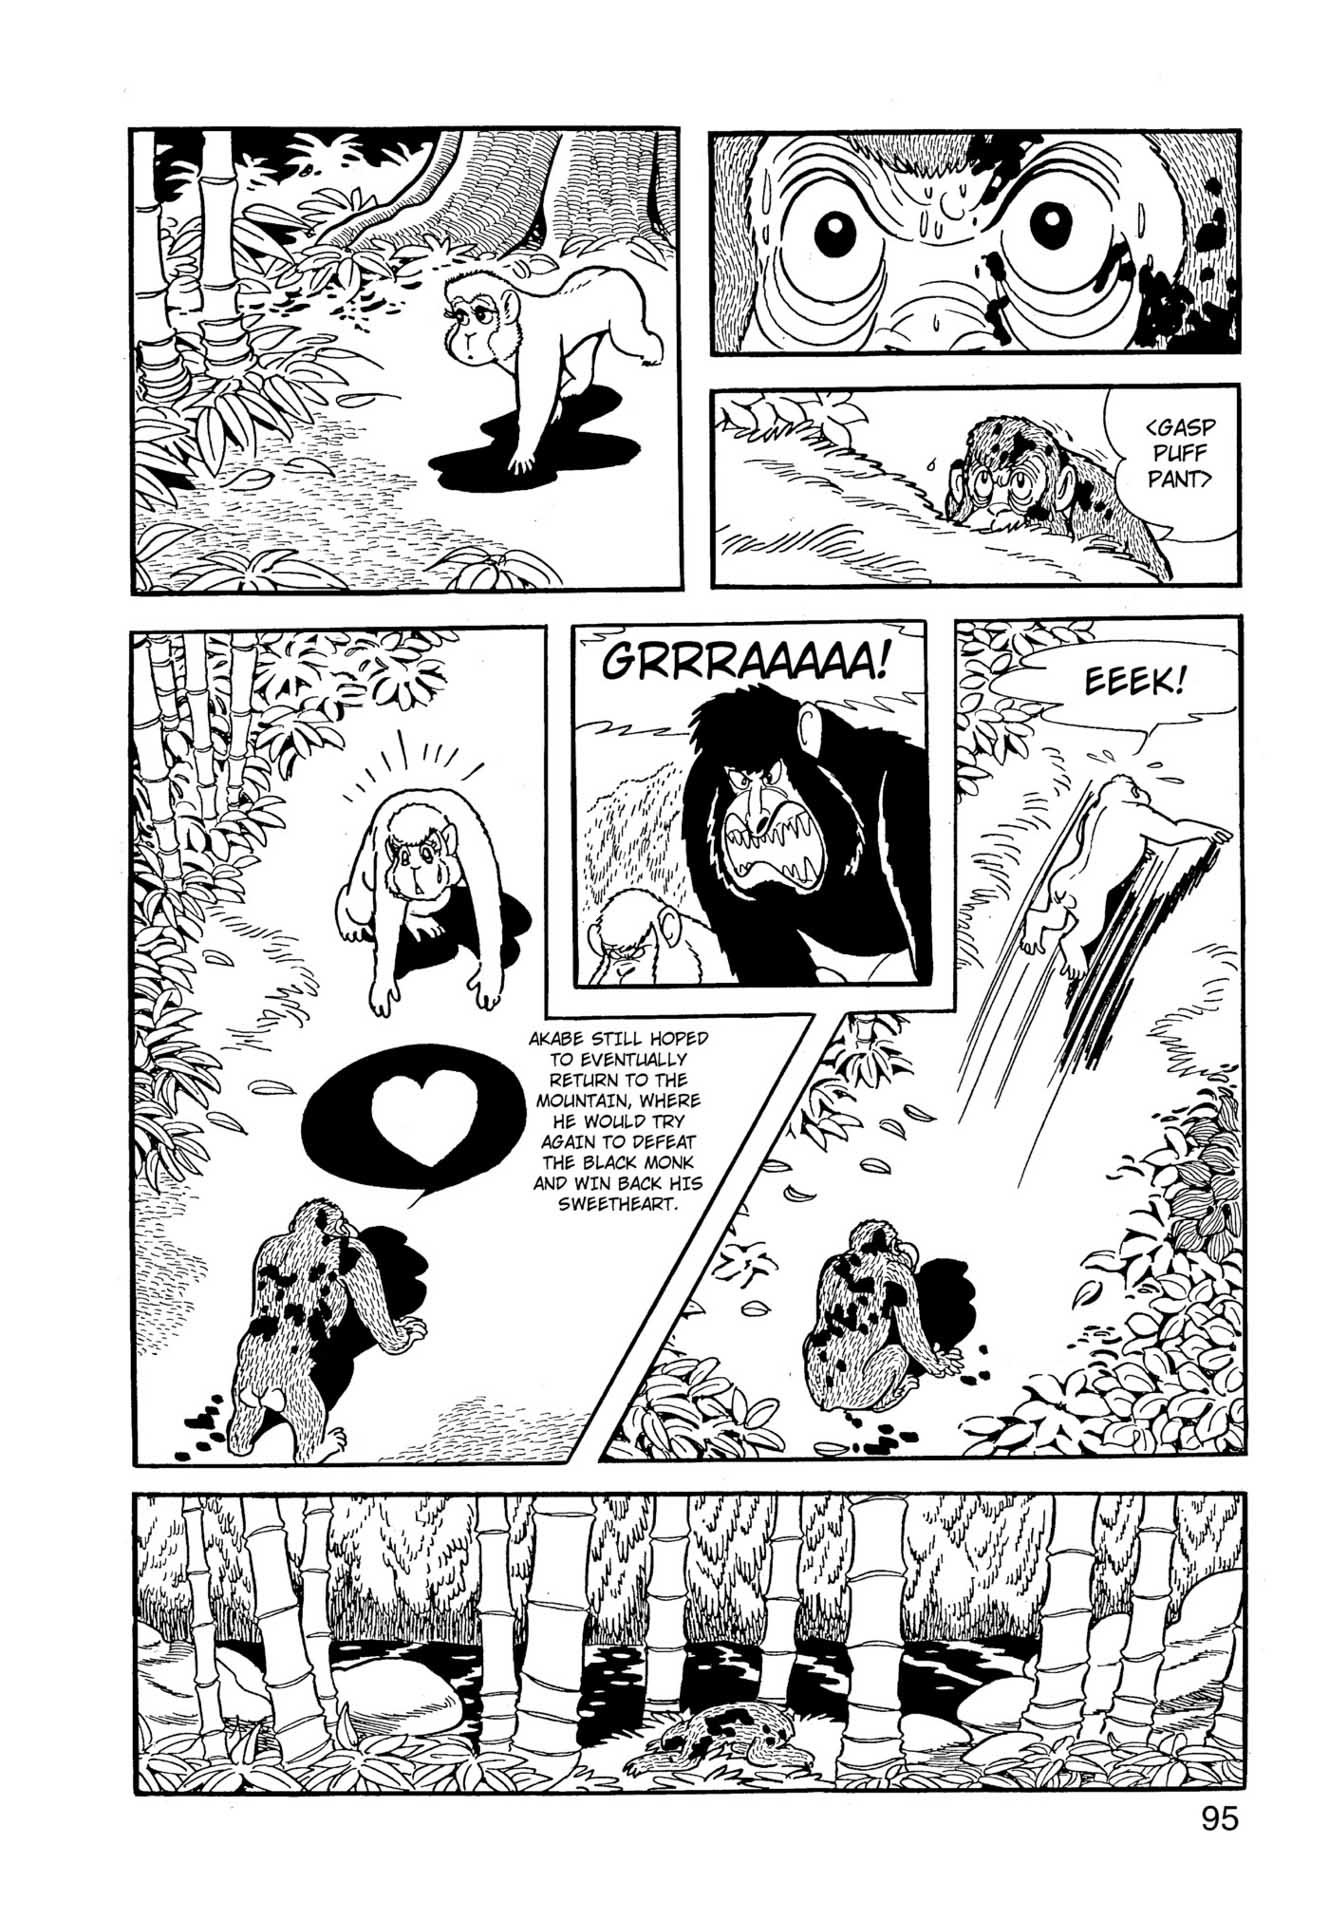 <GASP
PUFF
PANT>
GRRRAAAAA!
EEEK!
AKABE STILL HOPED
TO EVENTUALLY
RETURN TO THE
MOUNTAIN, WHERE
HE WOULD TRY
AGAIN TO DEFEAT
THE BLACK MONK
AND WIN BACK HIS
SWEETHEART.
95